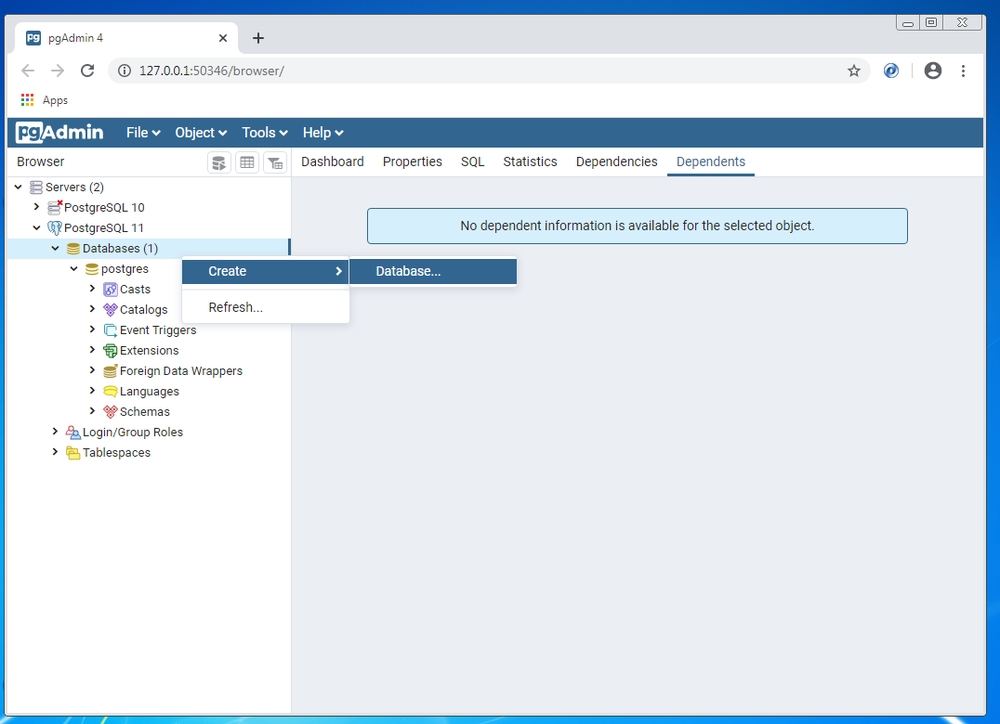 pg pgAdmin 4
127.0.0.1:50346/browser/
Apps
pgAdmin File Object Tools Help
Browser
Dashboard Properties SQL Statistics Dependencies Dependents
Servers (2)
PostgreSQL 10
PostgreSQL 11
Databases (1)
postgres
Casts
Catalogs
Event Triggers
Extensions
Foreign Data Wrappers
Languages
Schemas
Login/Group Roles
Tablespaces
Create
Database...
Refresh...
No dependent information is available for the selected object.